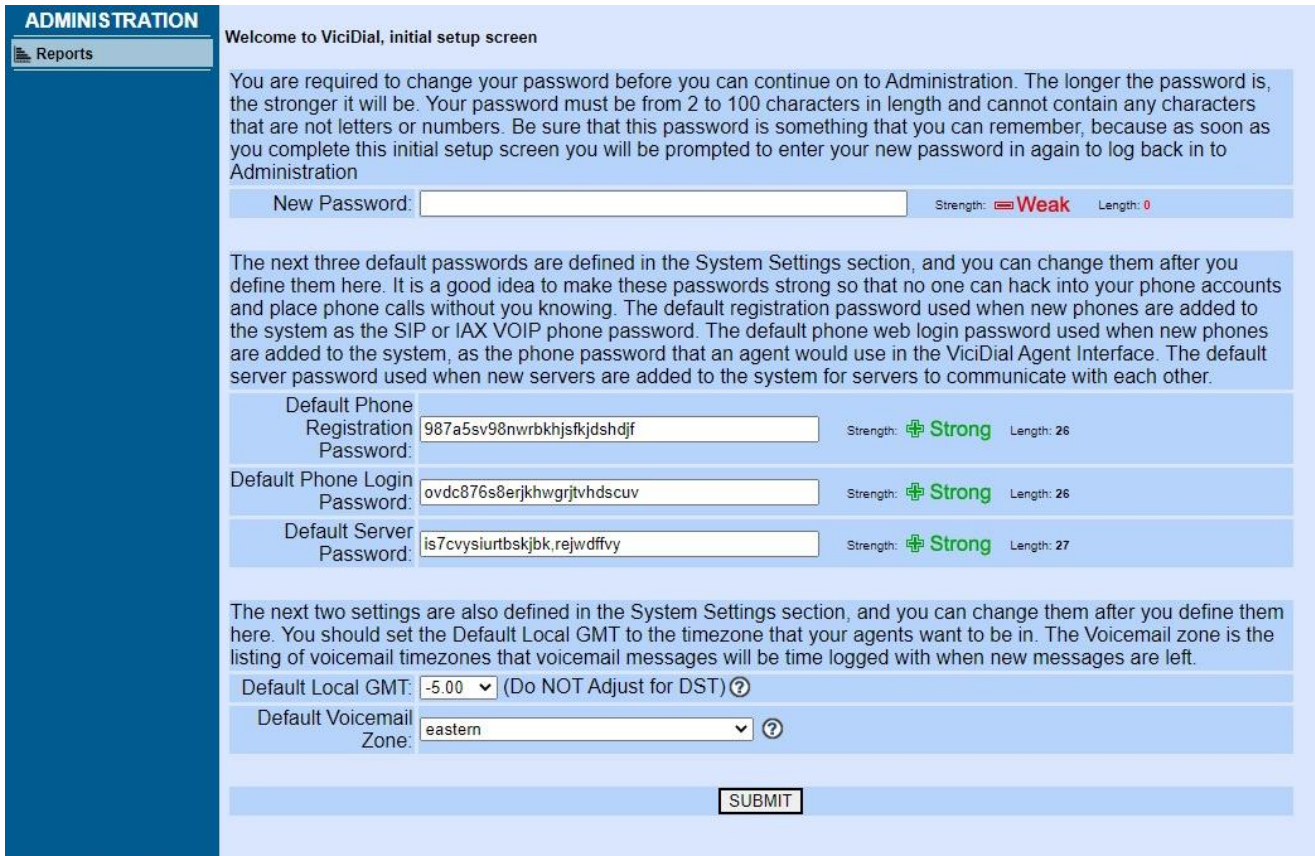 ADMINISTRATION
Reports
Welcome to ViciDial, initial setup screen
You are required to change your password before you can continue on to Administration. The longer the password is,
the stronger it will be. Your password must be from 2 to 100 characters in length and cannot contain any characters
that are not letters or numbers. Be sure that this password is something that you can remember, because as soon as
you complete this initial setup screen you will be prompted to enter your new password in again to log back in to
Administration
New Password: Strength: Weak Length: 0
The next three default passwords are defined in the System Settings section, and you can change them after you
define them here. It is a good idea to make these passwords strong so that no one can hack into your phone accounts
and place phone calls without you knowing. The default registration password used when new phones are added to
the system as the SIP or IAX VOIP phone password. The default phone web login password used when new phones
are added to the system, as the phone password that an agent would use in the ViciDial Agent Interface. The default
server password used when new servers are added to the system for servers to communicate with each other.
Default Phone
Registration
Password: 987a5sv98nwrbkhjsfkjdshdjf Strength: Strong Length: 26
Default Phone Login
Password: ovdc876s8erjkhwgrjtvhdscuv Strength: Strong Length: 26
Default Server
Password: is7cvysiurtbskjbk,rejwdffvy Strength: Strong Length: 27
The next two settings are also defined in the System Settings section, and you can change them after you define them
here. You should set the Default Local GMT to the timezone that your agents want to be in. The Voicemail zone is the
listing of voicemail timezones that voicemail messages will be time logged with when new messages are left.
Default Local GMT: -5.00 (Do NOT Adjust for DST) ?
Default Voicemail
Zone: eastern ?
SUBMIT